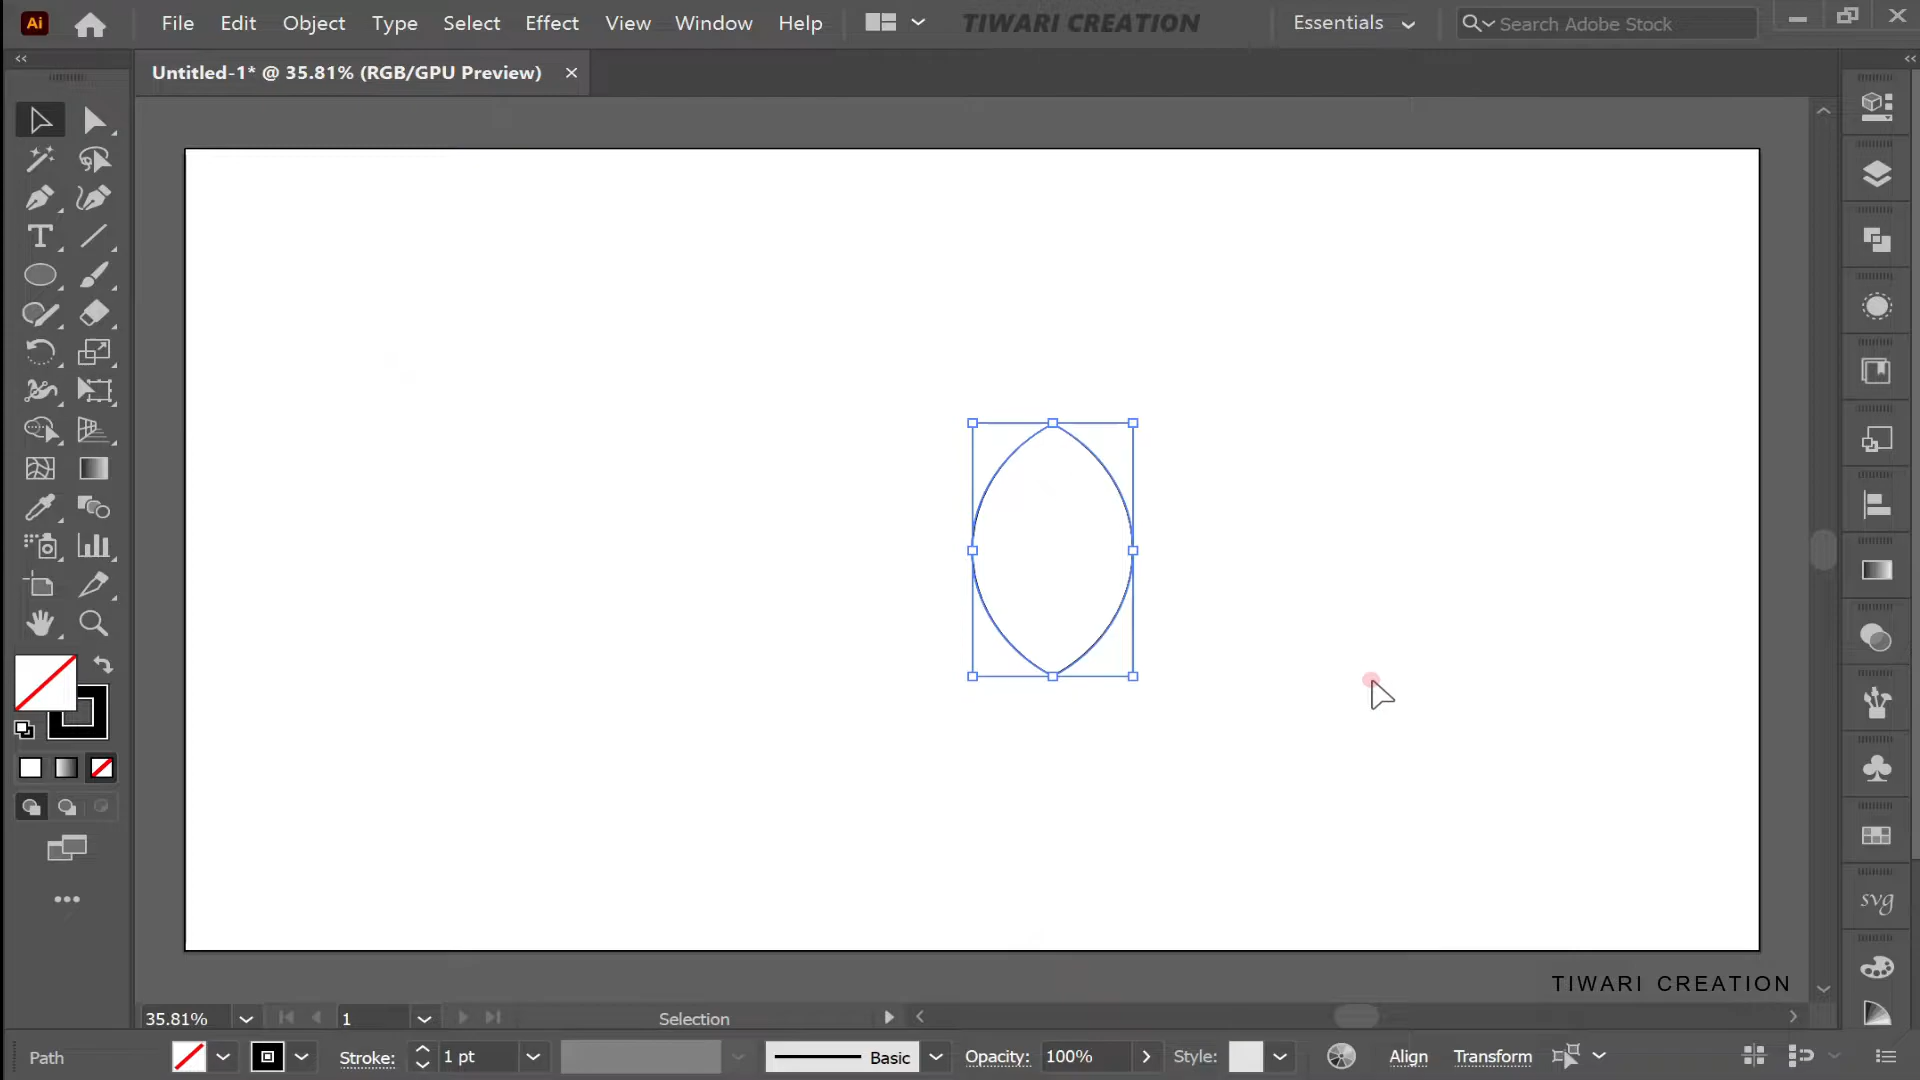 Ai File Edit Object Type Select Effect View Window Help TIWARI CREATION Essentials Search Adobe Stock
Untitled-1* @ 35.81% (RGB/GPU Preview)
T
svg
TIWARI CREATION
35.81% 1 Selection
Path Stroke: 1 pt Basic Opacity: 100% Style: Align Transform